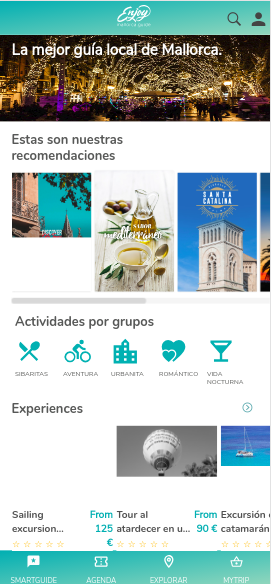 Enjoy
mallorca guide
La mejor guía local de Mallorca.
Estas son nuestras
recomendaciones
DISCOVER
SABOR
mediterráneo
SANTA
CATALINA
Actividades por grupos
SIBARITAS
AVENTURA
URBANITA
ROMÁNTICO
VIDA
NOCTURNA
Experiences
Sailing
excursion...
From
125
€
Tour al
atardecer en u...
From
90 €
Excursión
catamarán
SMARTGUIDE
AGENDA
EXPLORAR
MYTRIP